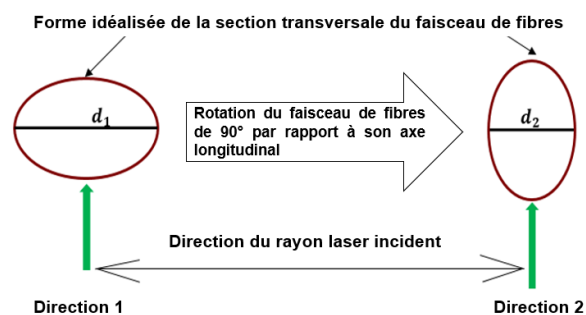 Forme idéalisée de la section transversale du faisceau de fibres
d₁
Rotation du faisceau de fibres
de 90° par rapport à son axe
longitudinal
d₂
Direction du rayon laser incident
Direction 1
Direction 2